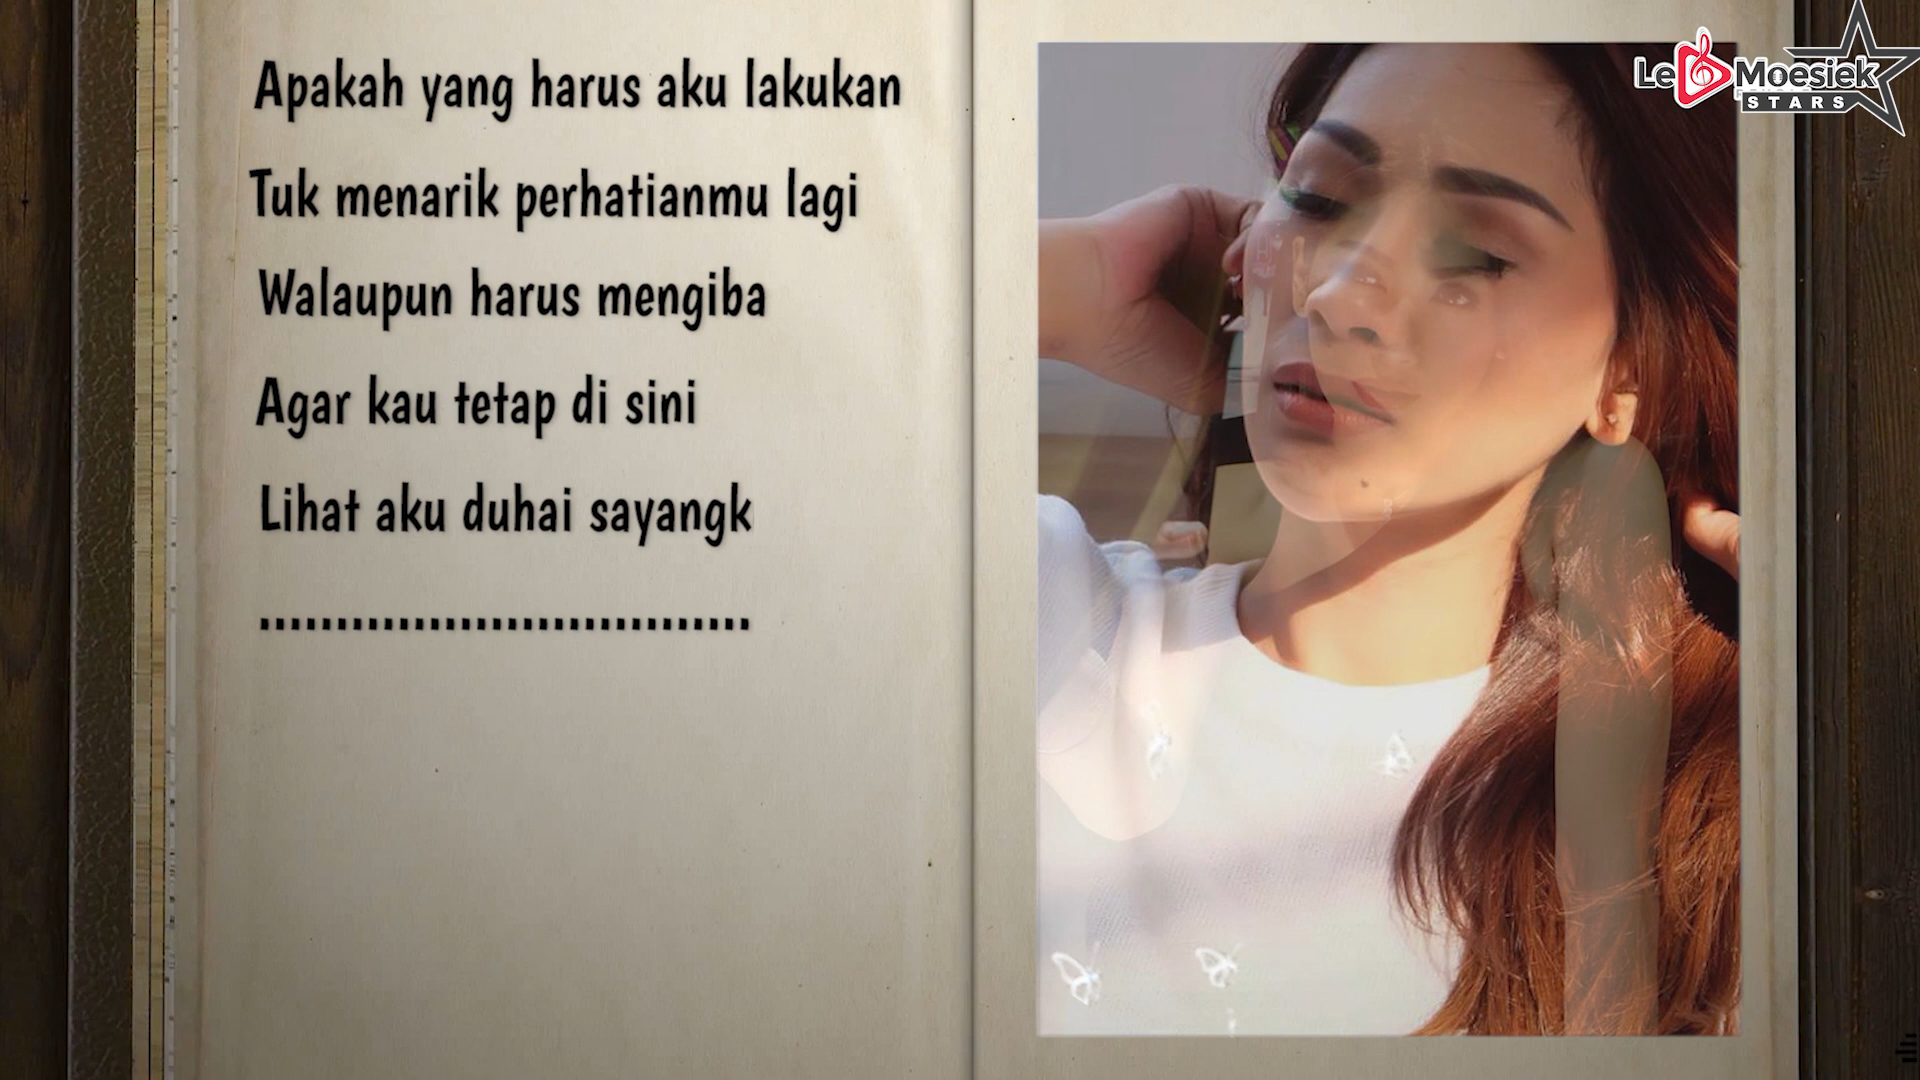 Apakah yang harus aku lakukan
Tuk menarik perhatianmu lagi
Walaupun harus mengiba
Agar kau tetap di sini
Lihat aku duhai sayangk
................................
Le Moesiek
STARS